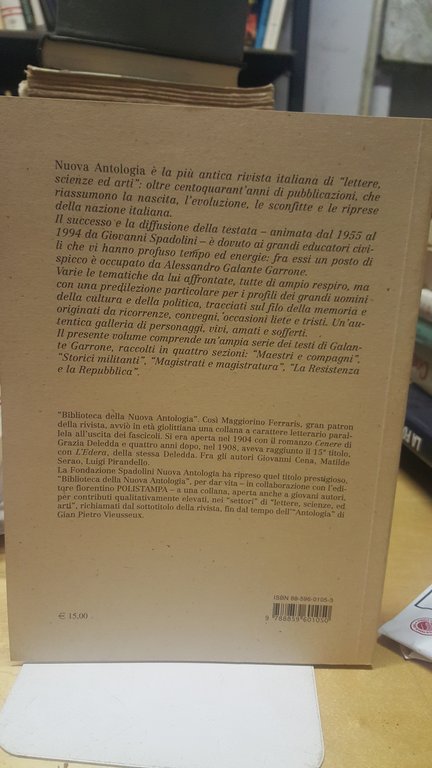 Nuova Antologia è la più antica rivista italiana di "lettere,
scienze ed arti": oltre centoquarant'anni di pubblicazioni, che
riassumono la nascita, l'evoluzione, le sconfitte e le riprese
della nazione italiana.
Il successo e la diffusione della testata – animata dal 1955 al
1994 da Giovanni Spadolini – è dovuto ai grandi educatori civi-
li che vi hanno profuso tempo ed energie: fra essi un posto di
spicco è occupato da Alessandro Galante Garrone.
Varie le tematiche da lui affrontate, tutte di ampio respiro, ma
con una predilezione particolare per i profili dei grandi uomini
della cultura e della politica, tracciati sul filo della memoria e
originati da ricorrenze, convegni, occasioni liete e tristi. Un'au-
tentica galleria di personaggi, vivi, amati e sofferti.
Il presente volume comprende un'ampia serie dei testi di Galan-
te Garrone, raccolti in quattro sezioni: "Maestri e compagni",
"Storici militanti", "Magistrati e magistratura", "La Resistenza
e la Repubblica".
"Biblioteca della Nuova Antologia". Così Maggiorino Ferraris, gran patron
della rivista, avviò in età giolittiana una collana a carattere letterario paral-
lela all'uscita dei fascicoli. Si era aperta nel 1904 con il romanzo Cenere di
Grazia Deledda e quattro anni dopo, nel 1908, aveva raggiunto il 15° titolo,
con L'Edera, della stessa Deledda. Fra gli autori Giovanni Cena, Matilde
Serao, Luigi Pirandello.
La Fondazione Spadolini Nuova Antologia ha ripreso quel titolo prestigioso,
"Biblioteca della Nuova Antologia", per dar vita – in collaborazione con l'edi-
tore fiorentino POLISTAMPA – a una collana, aperta anche a giovani autori,
per contributi qualitativamente elevati, nei "settori" di "lettere, scienze, ed
arti", richiamati dal sottotitolo della rivista, fin dal tempo dell'"Antologia" di
Gian Pietro Vieusseux.
ISBN 88-596-0105-3
€ 15,00
9 788859 601050